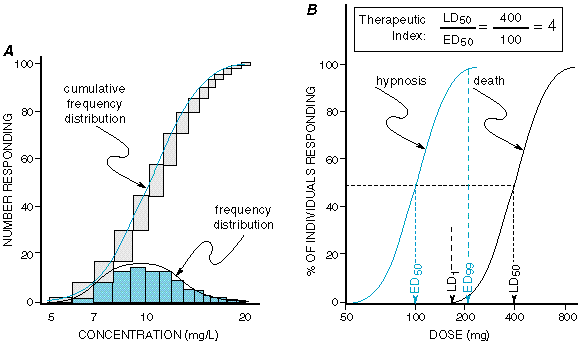 A
NUMBER RESPONDING
100
80
60
40
20
0
cumulative
frequency
distribution
frequency
distribution
5 7 10 20
CONCENTRATION (mg/L)
B
Therapeutic
Index:
LD50
ED50
=
400
100
= 4
% OF INDIVIDUALS RESPONDING
100
80
60
40
20
0
hypnosis
death
ED50
LD1
ED99
LD50
50 100 200 400 800
DOSE (mg)